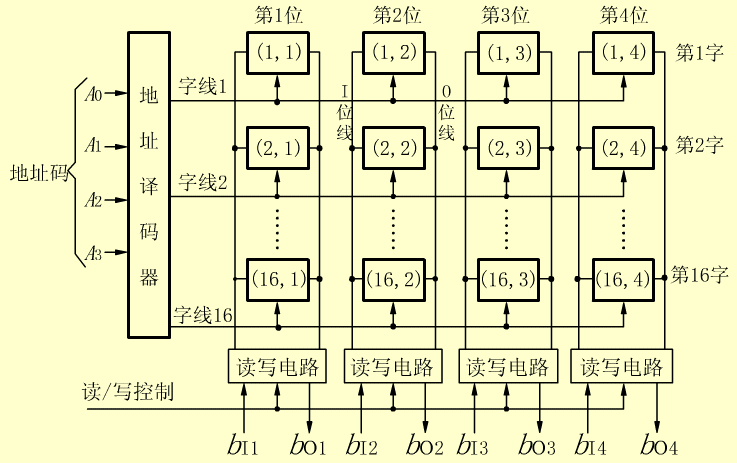 第1位 第2位 第3位 第4位
(1, 1) (1, 2) (1, 3) (1, 4) 第1字
字线1
I位线
0位线
A0
A1
A2
A3
地址码
地址译码器
(2, 1) (2, 2) (2, 3) (2, 4) 第2字
字线2
(16, 1) (16, 2) (16, 3) (16, 4) 第16字
字线16
读写电路 读写电路 读写电路 读写电路
读/写控制
bI1 bO1 bI2 bO2 bI3 bO3 bI4 bO4